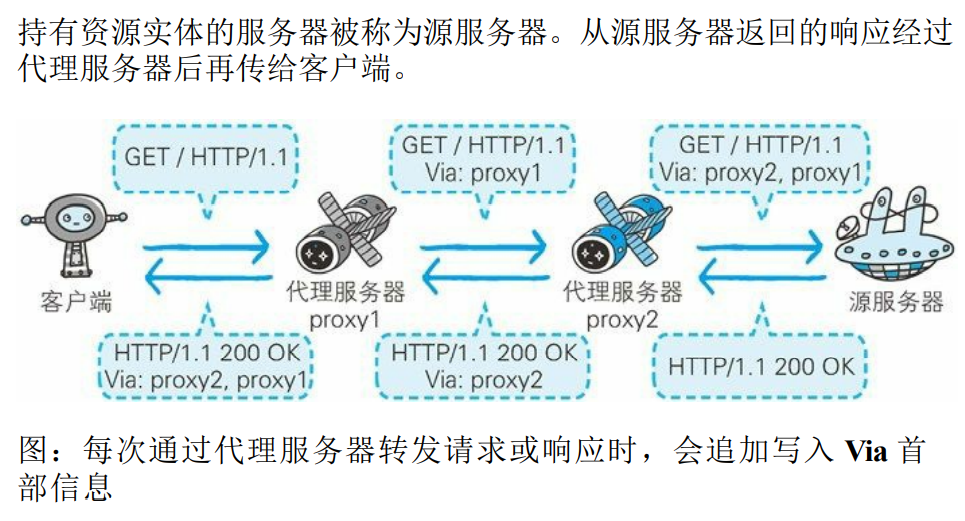 持有资源实体的服务器被称为源服务器。从源服务器返回的响应经过
代理服务器后再传给客户端。
GET / HTTP/1.1
GET / HTTP/1.1
Via: proxy1
GET / HTTP/1.1
Via: proxy2, proxy1
客户端
代理服务器
proxy1
代理服务器
proxy2
源服务器
HTTP/1.1 200 OK
Via: proxy2, proxy1
HTTP/1.1 200 OK
Via: proxy2
HTTP/1.1 200 OK
图：每次通过代理服务器转发请求或响应时，会追加写入 Via 首
部信息